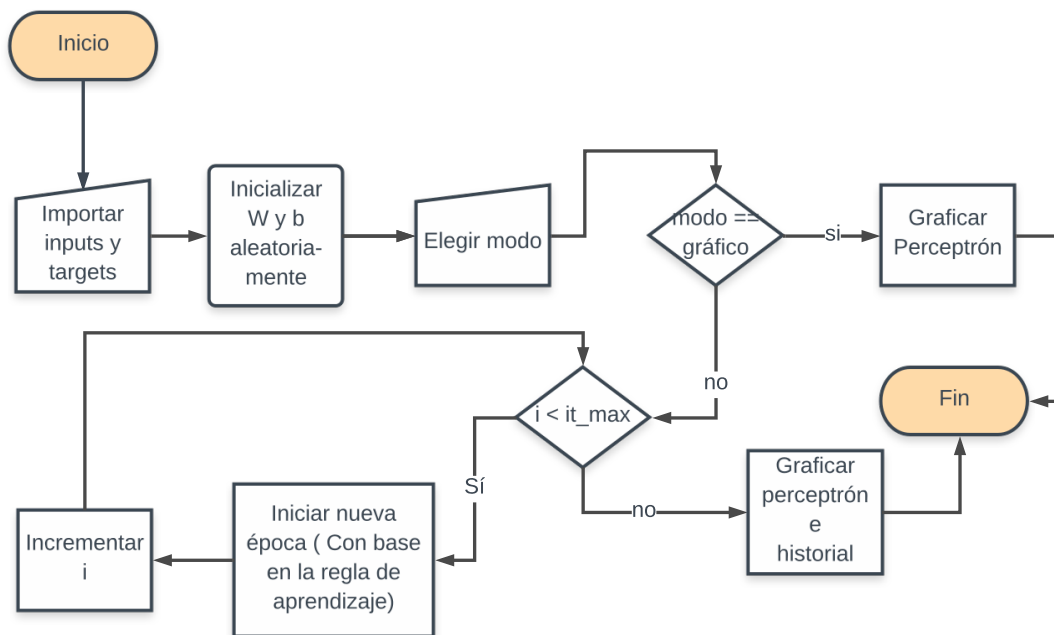 Inicio
Importar
inputs y
targets
Inicializar
W y b
aleatoria-
mente
Elegir modo
modo ==
gráfico
si
Graficar
Perceptrón
no
i < it_max
Fin
Sí
no
Graficar
perceptrón
e
historial
Iniciar nueva
época ( Con base
en la regla de
aprendizaje)
Incrementar
i